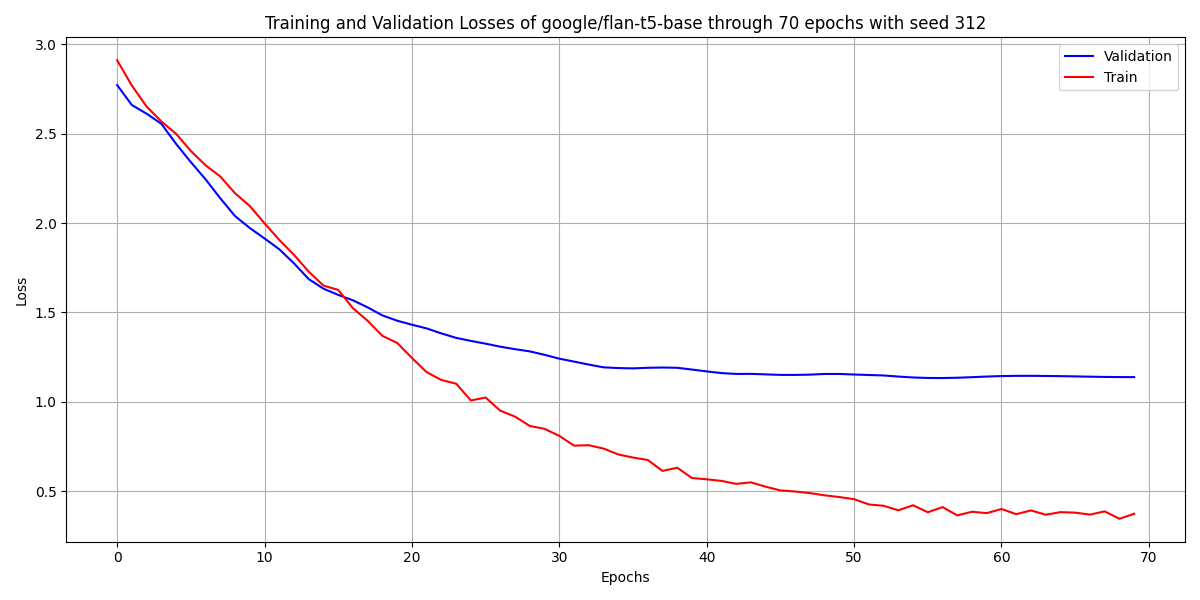 Training and Validation Losses of google/flan-t5-base through 70 epochs with seed 312
Validation
Train
3.0
2.5
2.0
1.5
1.0
0.5
Loss
0 10 20 30 40 50 60 70
Epochs